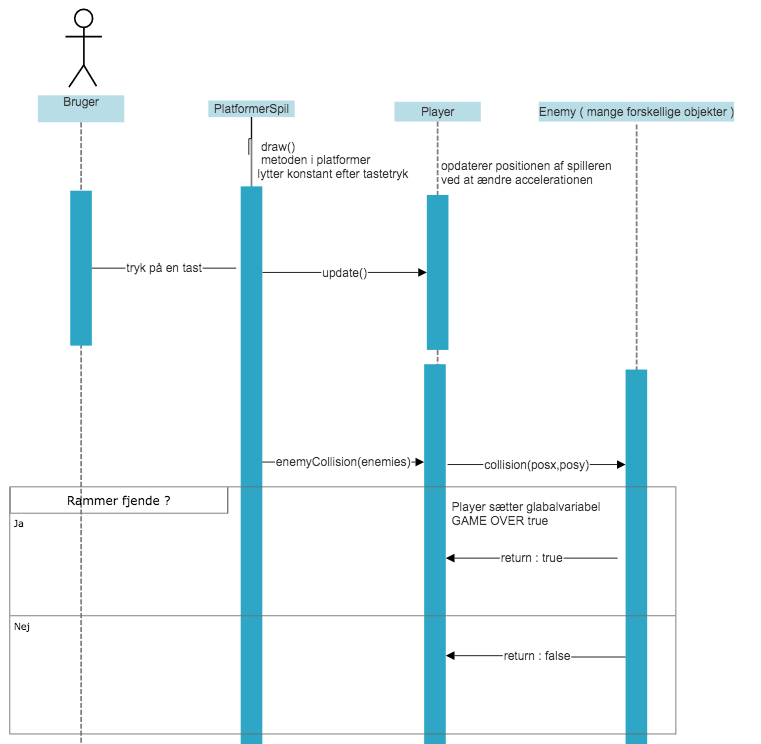 Bruger
PlatformerSpil
Player
Enemy ( mange forskellige objekter )
draw()
metoden i platformer
lytter konstant efter tastetryk
opdaterer positionen af spilleren
ved at ændre accelerationen
tryk på en tast
update()
enemyCollision(enemies)
collision(posx,posy)
Rammer fjende ?
Ja
Player sætter glabalvariabel
GAME OVER true
return : true
Nej
return : false